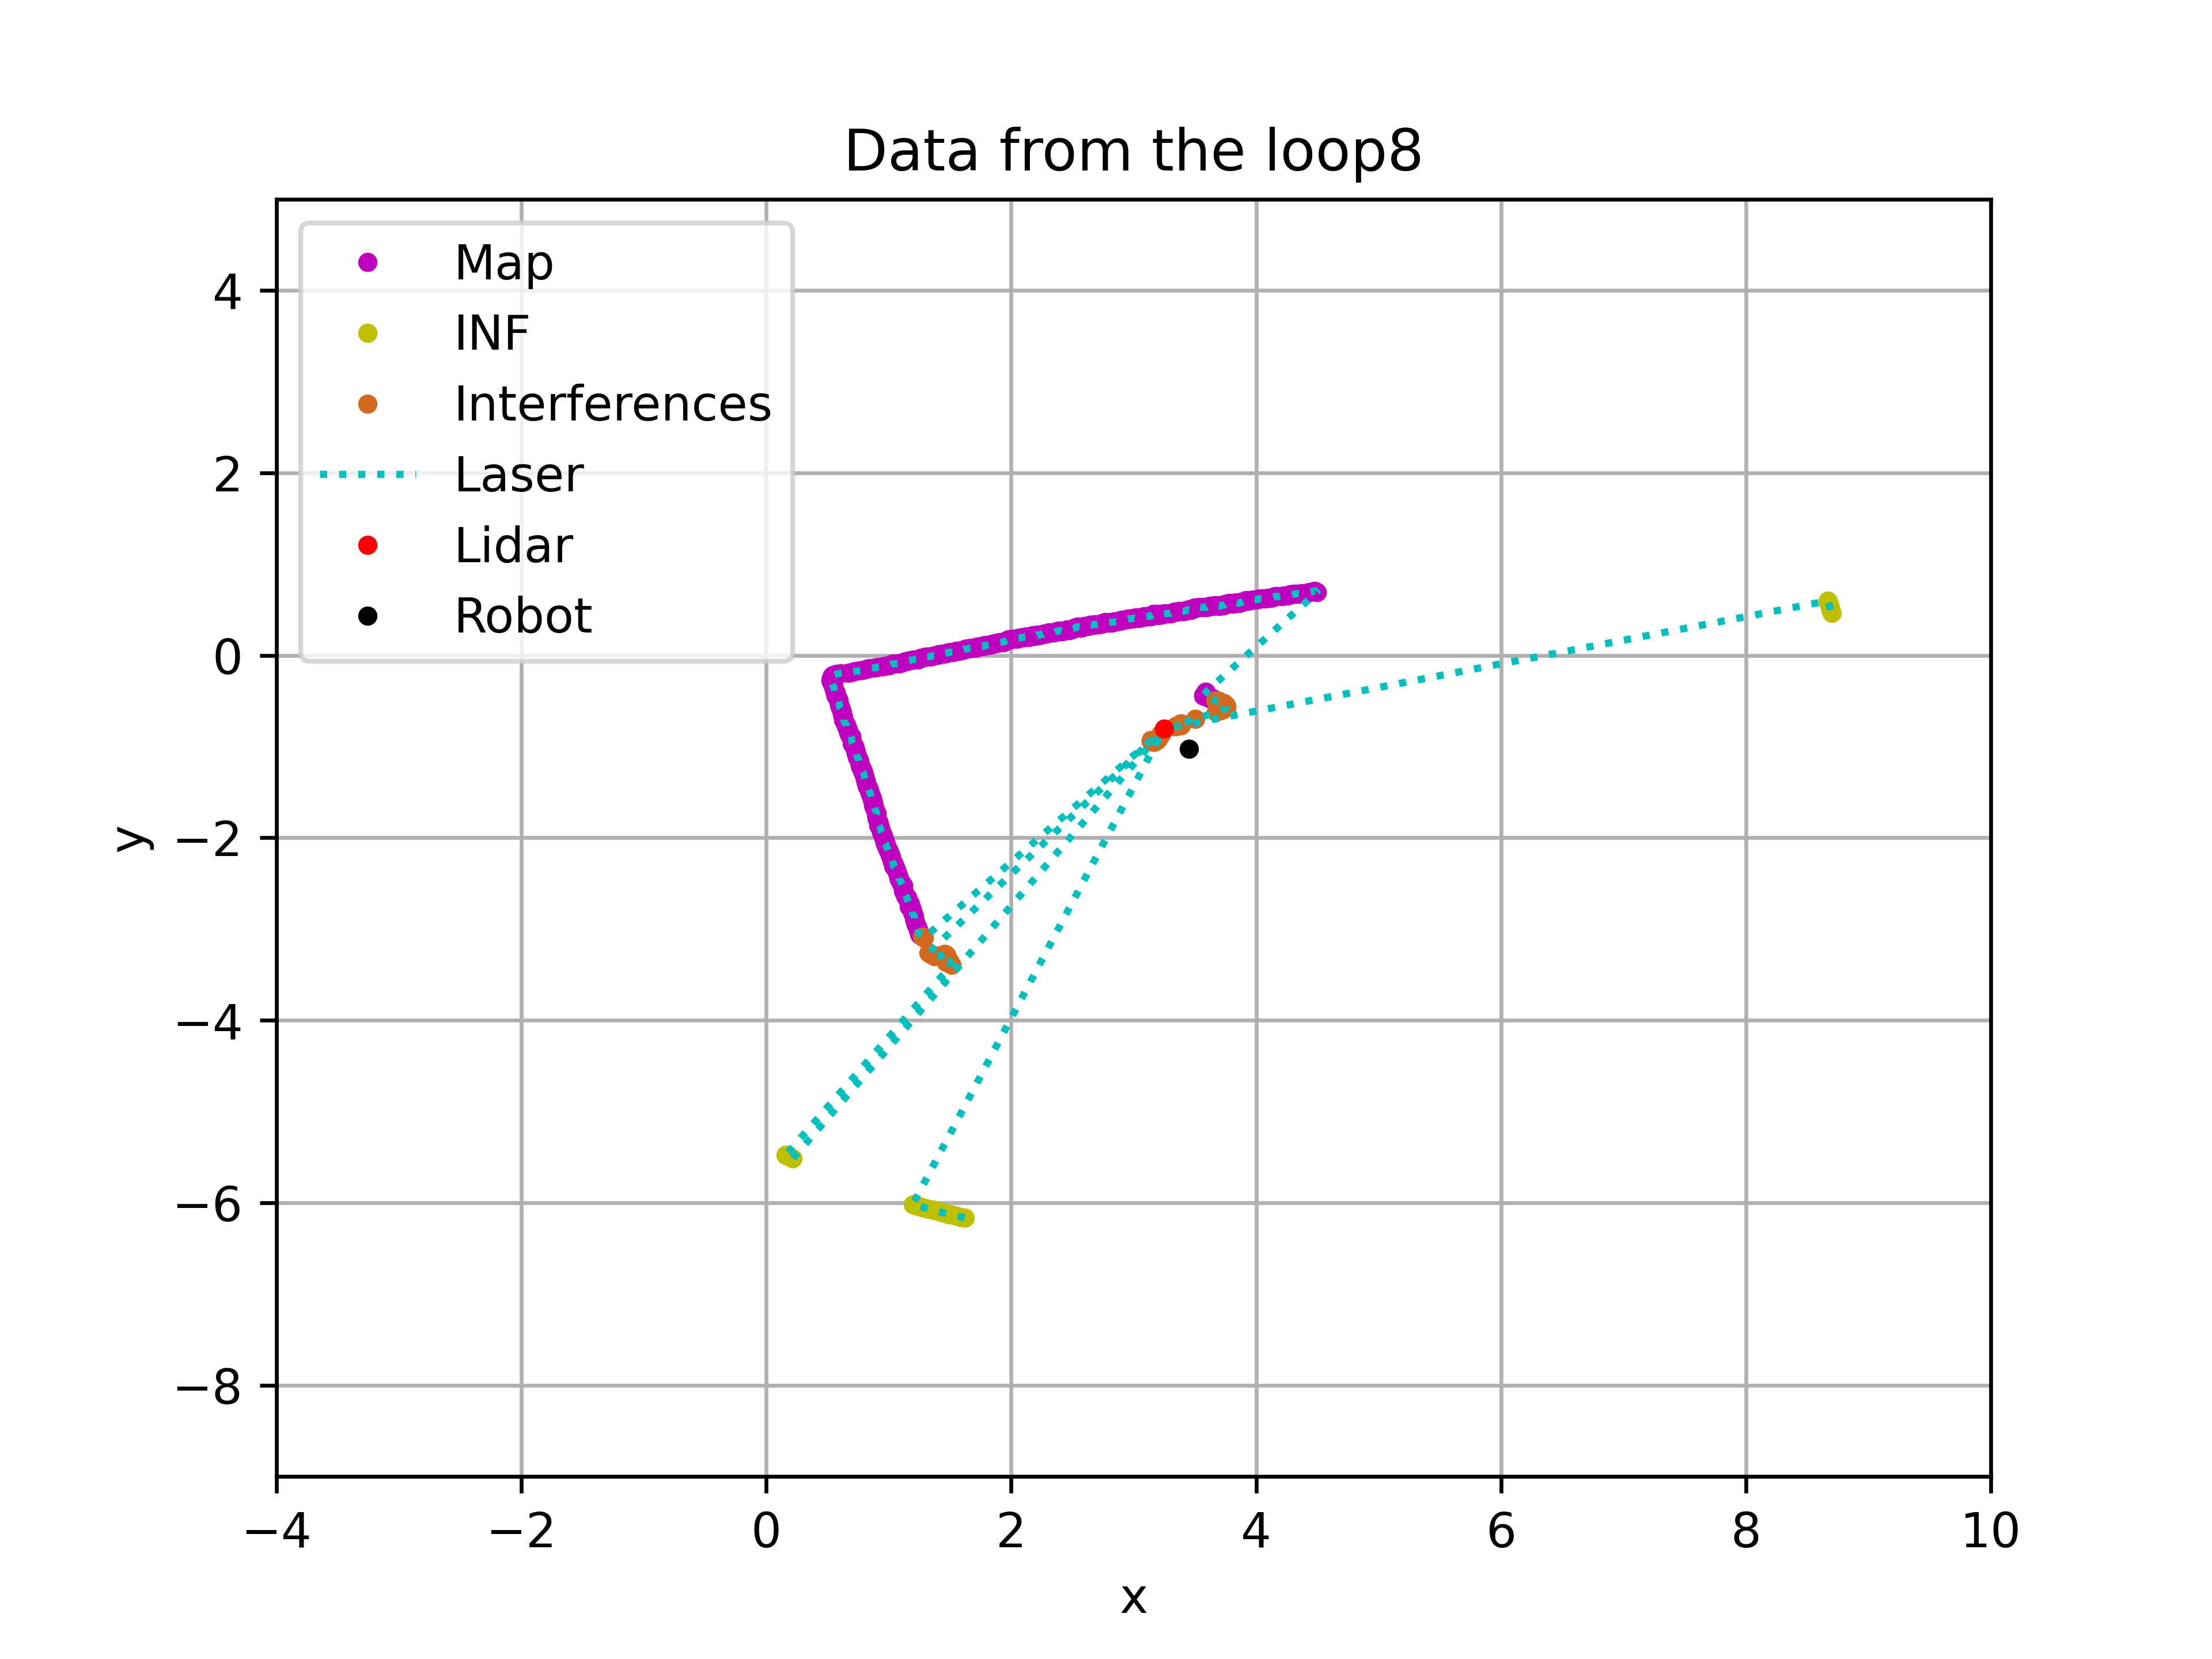 Data from the loop8
Map
INF
Interferences
Laser
Lidar
Robot
4
2
0
−2
−4
−6
−8
y
−4 −2 0 2 4 6 8 10
x